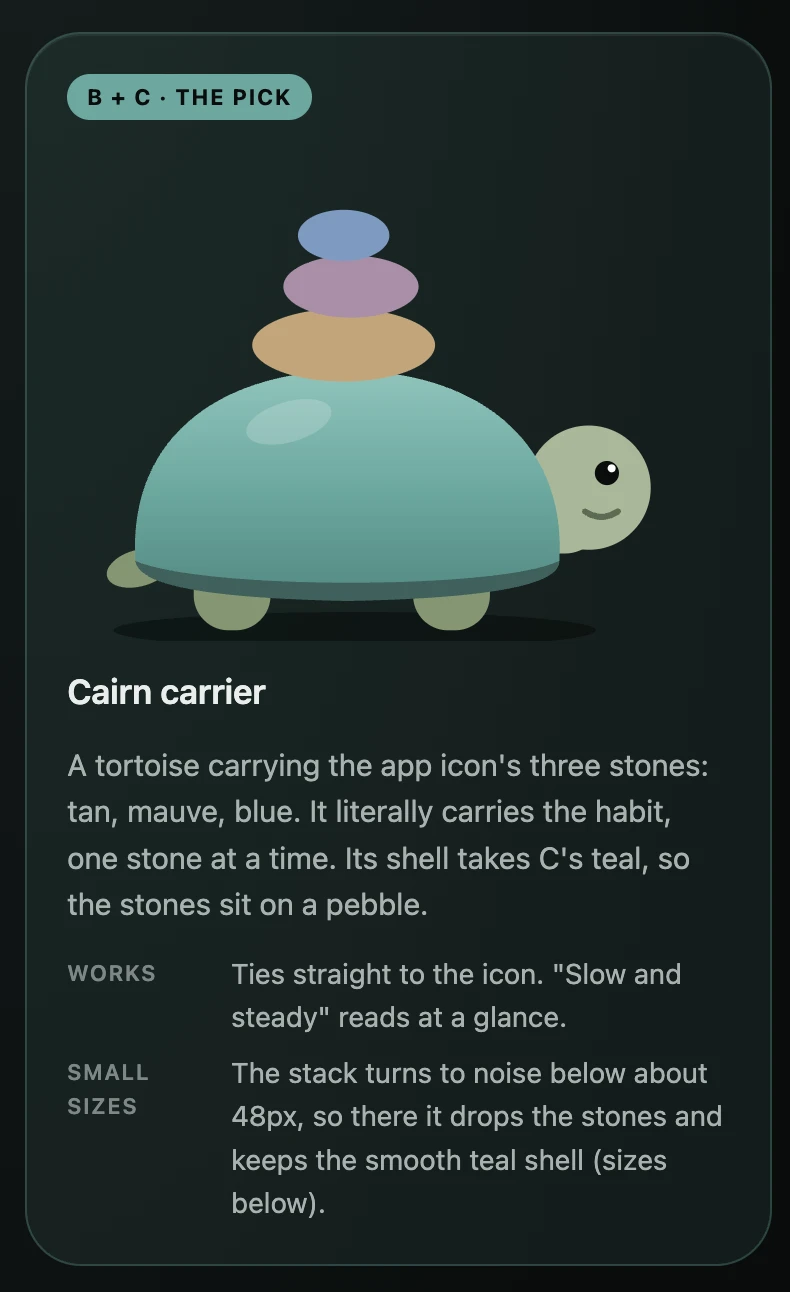 B + C · THE PICK
Cairn carrier
A tortoise carrying the app icon's three stones:
tan, mauve, blue. It literally carries the habit,
one stone at a time. Its shell takes C's teal, so
the stones sit on a pebble.
WORKS
Ties straight to the icon. "Slow and
steady" reads at a glance.
SMALL
SIZES
The stack turns to noise below about
48px, so there it drops the stones and
keeps the smooth teal shell (sizes
below).